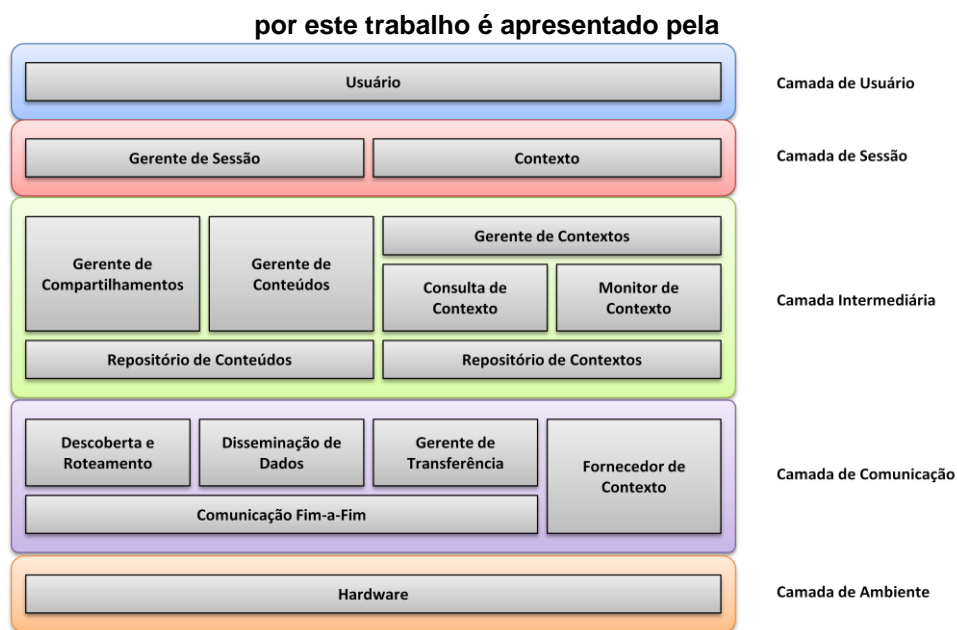 por este trabalho é apresentado pela
Usuário
Camada de Usuário
Gerente de Sessão
Contexto
Camada de Sessão
Gerente de
Compartilhamentos
Gerente de
Conteúdos
Gerente de Contextos
Consulta de
Contexto
Monitor de
Contexto
Repositório de Conteúdos
Repositório de Contextos
Camada Intermediária
Descoberta e
Roteamento
Disseminação de
Dados
Gerente de
Transferência
Fornecedor de
Contexto
Comunicação Fim-a-Fim
Camada de Comunicação
Hardware
Camada de Ambiente